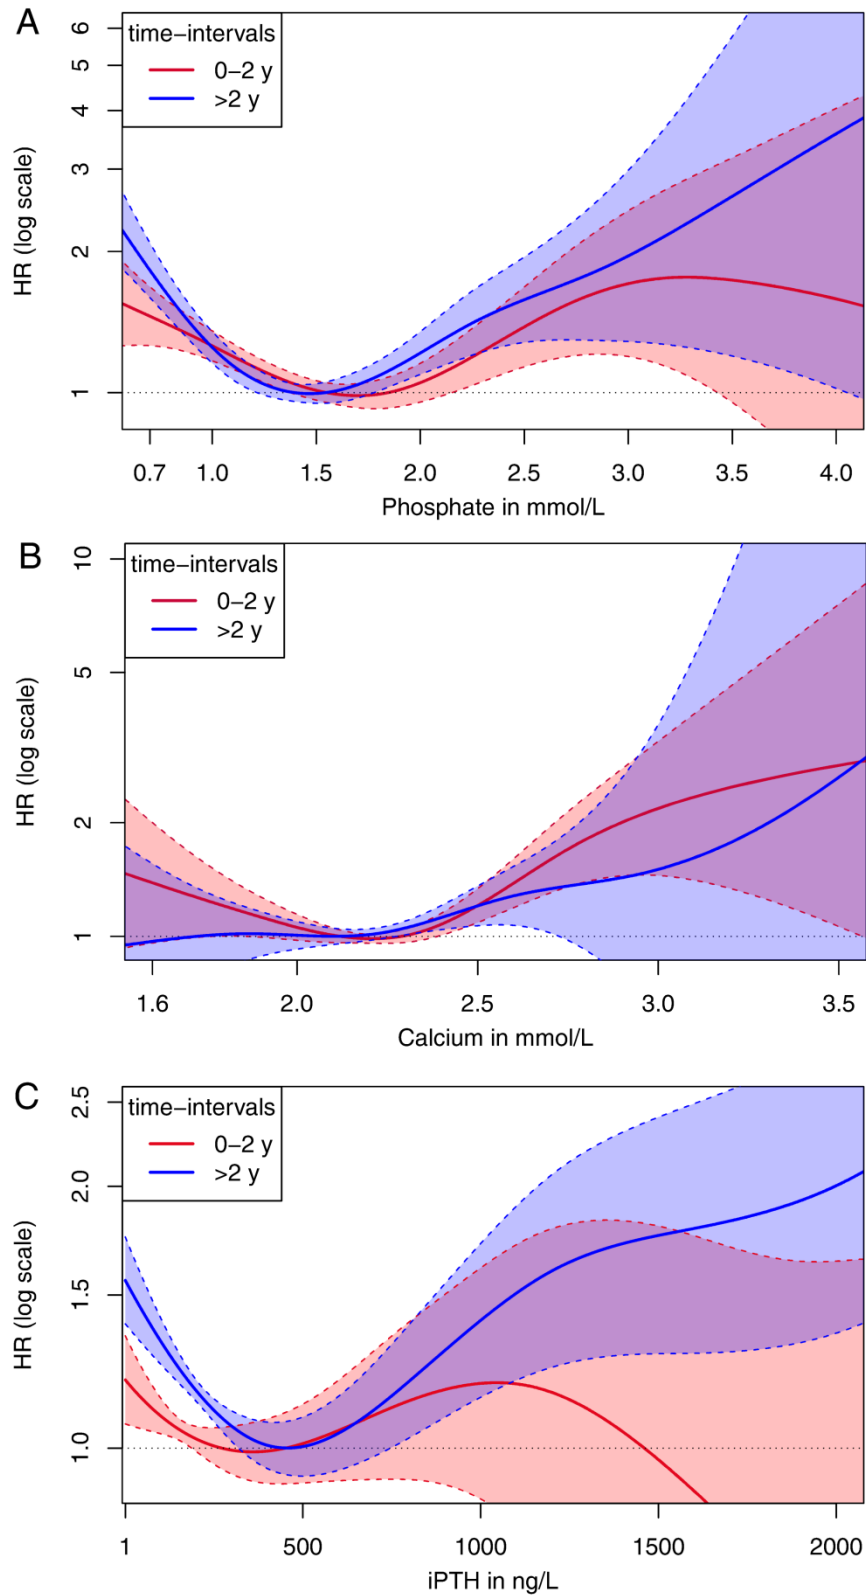 A
time−intervals
0−2 y
>2 y
HR (log scale)
6
5
4
3
2
1
0.7 1.0 1.5 2.0 2.5 3.0 3.5 4.0
Phosphate in mmol/L
B
time−intervals
0−2 y
>2 y
HR (log scale)
10
5
2
1
1.6 2.0 2.5 3.0 3.5
Calcium in mmol/L
C
time−intervals
0−2 y
>2 y
HR (log scale)
2.5
2.0
1.5
1.0
1 500 1000 1500 2000
iPTH in ng/L